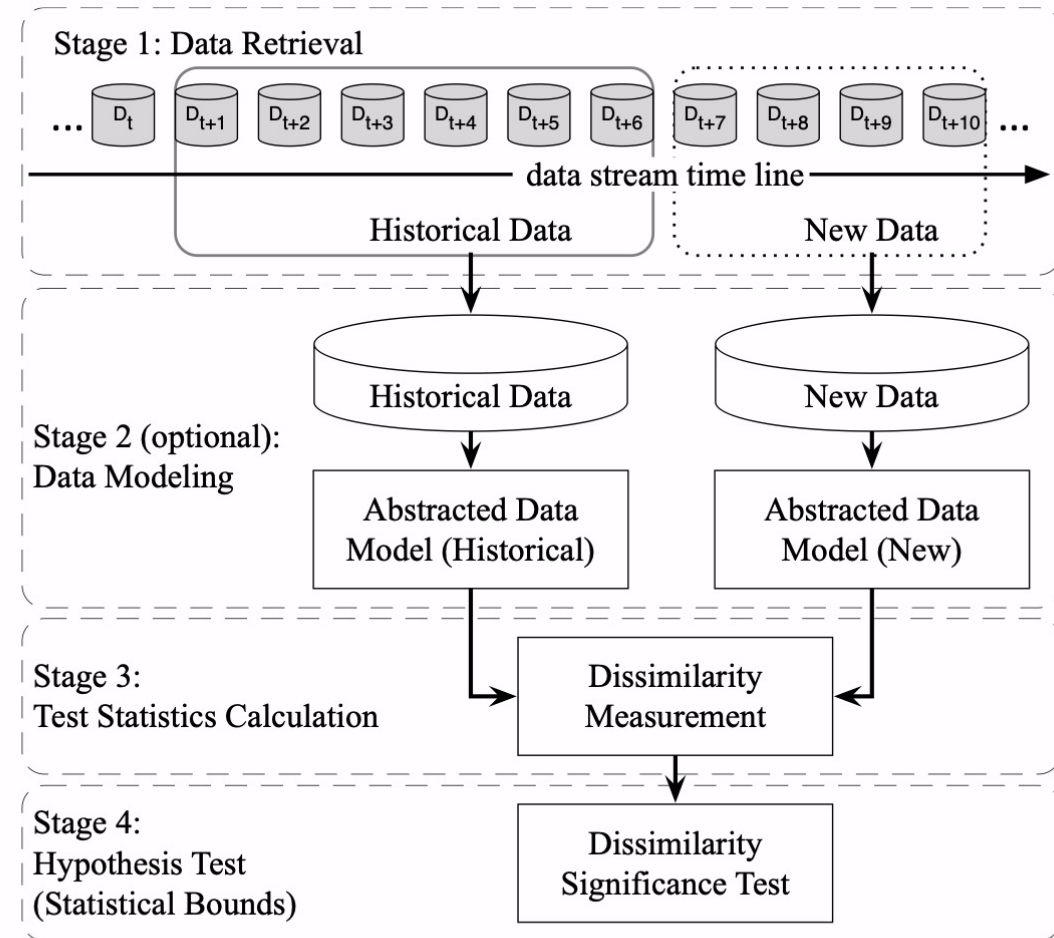 Stage 1: Data Retrieval
... Dt Dt+1 Dt+2 Dt+3 Dt+4 Dt+5 Dt+6 Dt+7 Dt+8 Dt+9 Dt+10 ...
data stream time line
Historical Data New Data
Historical Data New Data
Stage 2 (optional):
Data Modeling
Abstracted Data
Model (Historical)
Abstracted Data
Model (New)
Stage 3:
Test Statistics Calculation
Dissimilarity
Measurement
Stage 4:
Hypothesis Test
(Statistical Bounds)
Dissimilarity
Significance Test